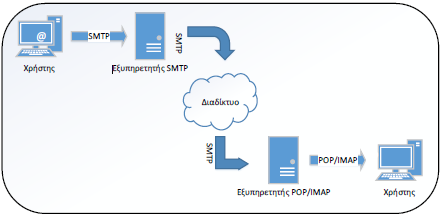 @
SMTP
SMTP
Χρήστης
Εξυπηρετητής SMTP
Διαδίκτυο
SMTP
POP/IMAP
Εξυπηρετητής POP/IMAP
Χρήστης